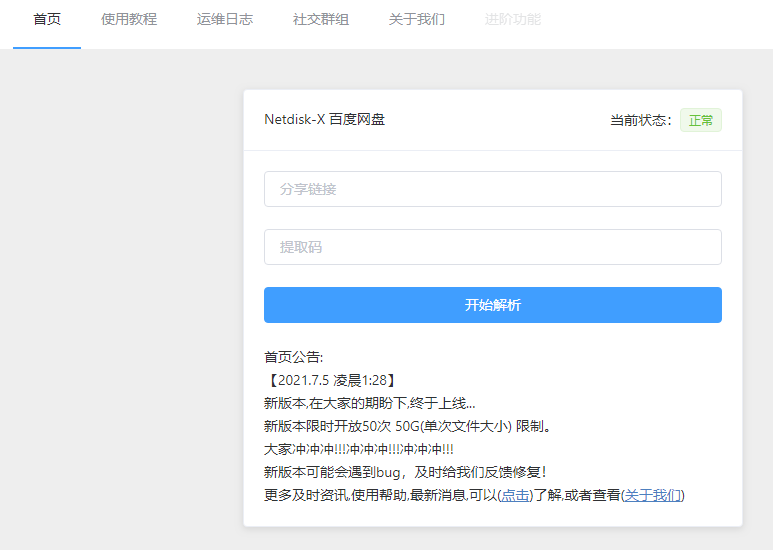 首页 使用教程 运维日志 社交群组 关于我们 进阶功能
Netdisk-X 百度网盘 当前状态： 正常
分享链接
提取码
开始解析
首页公告:
【2021.7.5 凌晨1:28】
新版本,在大家的期盼下,终于上线...
新版本限时开放50次 50G(单次文件大小) 限制。
大家冲冲冲!!!冲冲冲!!!冲冲冲!!!
新版本可能会遇到bug，及时给我们反馈修复！
更多及时资讯,使用帮助,最新消息,可以(点击)了解,或者查看(关于我们)